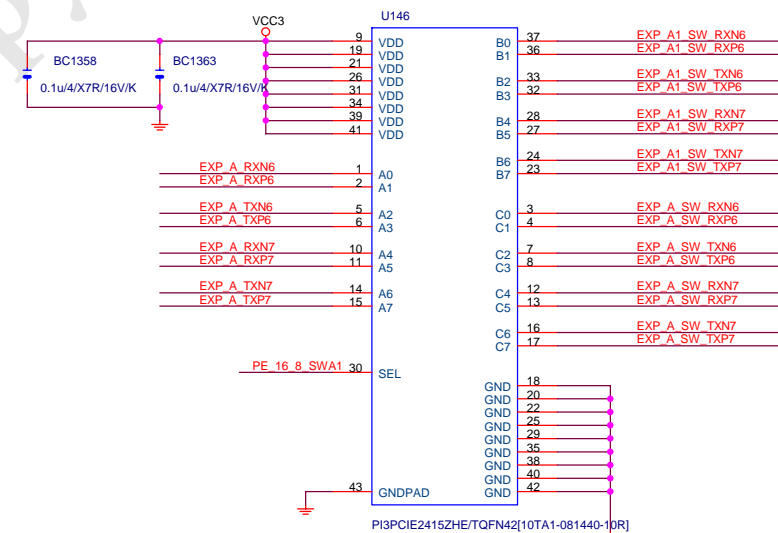 U146
VCC3
BC1358
0.1u/4/X7R/16V/K
BC1363
0.1u/4/X7R/16V/K
9 VDD
19 VDD
21 VDD
26 VDD
31 VDD
34 VDD
39 VDD
41 VDD
EXP_A_RXN6 1 A0
EXP_A_RXP6 2 A1
EXP_A_TXN6 5 A2
EXP_A_TXP6 6 A3
EXP_A_RXN7 10 A4
EXP_A_RXP7 11 A5
EXP_A_TXN7 14 A6
EXP_A_TXP7 15 A7
PE_16_8_SWA1 30 SEL
43 GNDPAD
B0 37 EXP_A1_SW_RXN6
B1 36 EXP_A1_SW_RXP6
B2 33 EXP_A1_SW_TXN6
B3 32 EXP_A1_SW_TXP6
B4 28 EXP_A1_SW_RXN7
B5 27 EXP_A1_SW_RXP7
B6 24 EXP_A1_SW_TXN7
B7 23 EXP_A1_SW_TXP7
C0 3 EXP_A_SW_RXN6
C1 4 EXP_A_SW_RXP6
C2 7 EXP_A_SW_TXN6
C3 8 EXP_A_SW_TXP6
C4 12 EXP_A_SW_RXN7
C5 13 EXP_A_SW_RXP7
C6 16 EXP_A_SW_TXN7
C7 17 EXP_A_SW_TXP7
GND 18
GND 20
GND 22
GND 25
GND 29
GND 35
GND 38
GND 40
GND 42
PI3PCIE2415ZHE/TQFN42[10TA1-081440-10R]